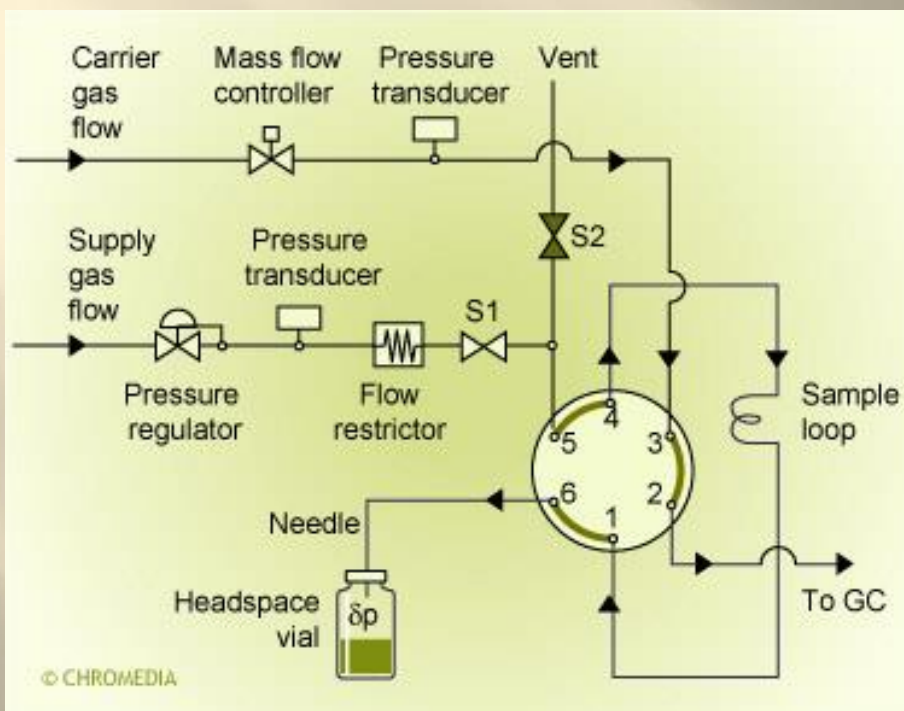 Carrier
gas
flow
Mass flow
controller
Pressure
transducer
Vent
Supply
gas
flow
Pressure
transducer
S1
S2
Pressure
regulator
Flow
restrictor
4
5
3
6
2
1
Sample
loop
Needle
Headspace
vial
δp
To GC
© CHROMEDIA